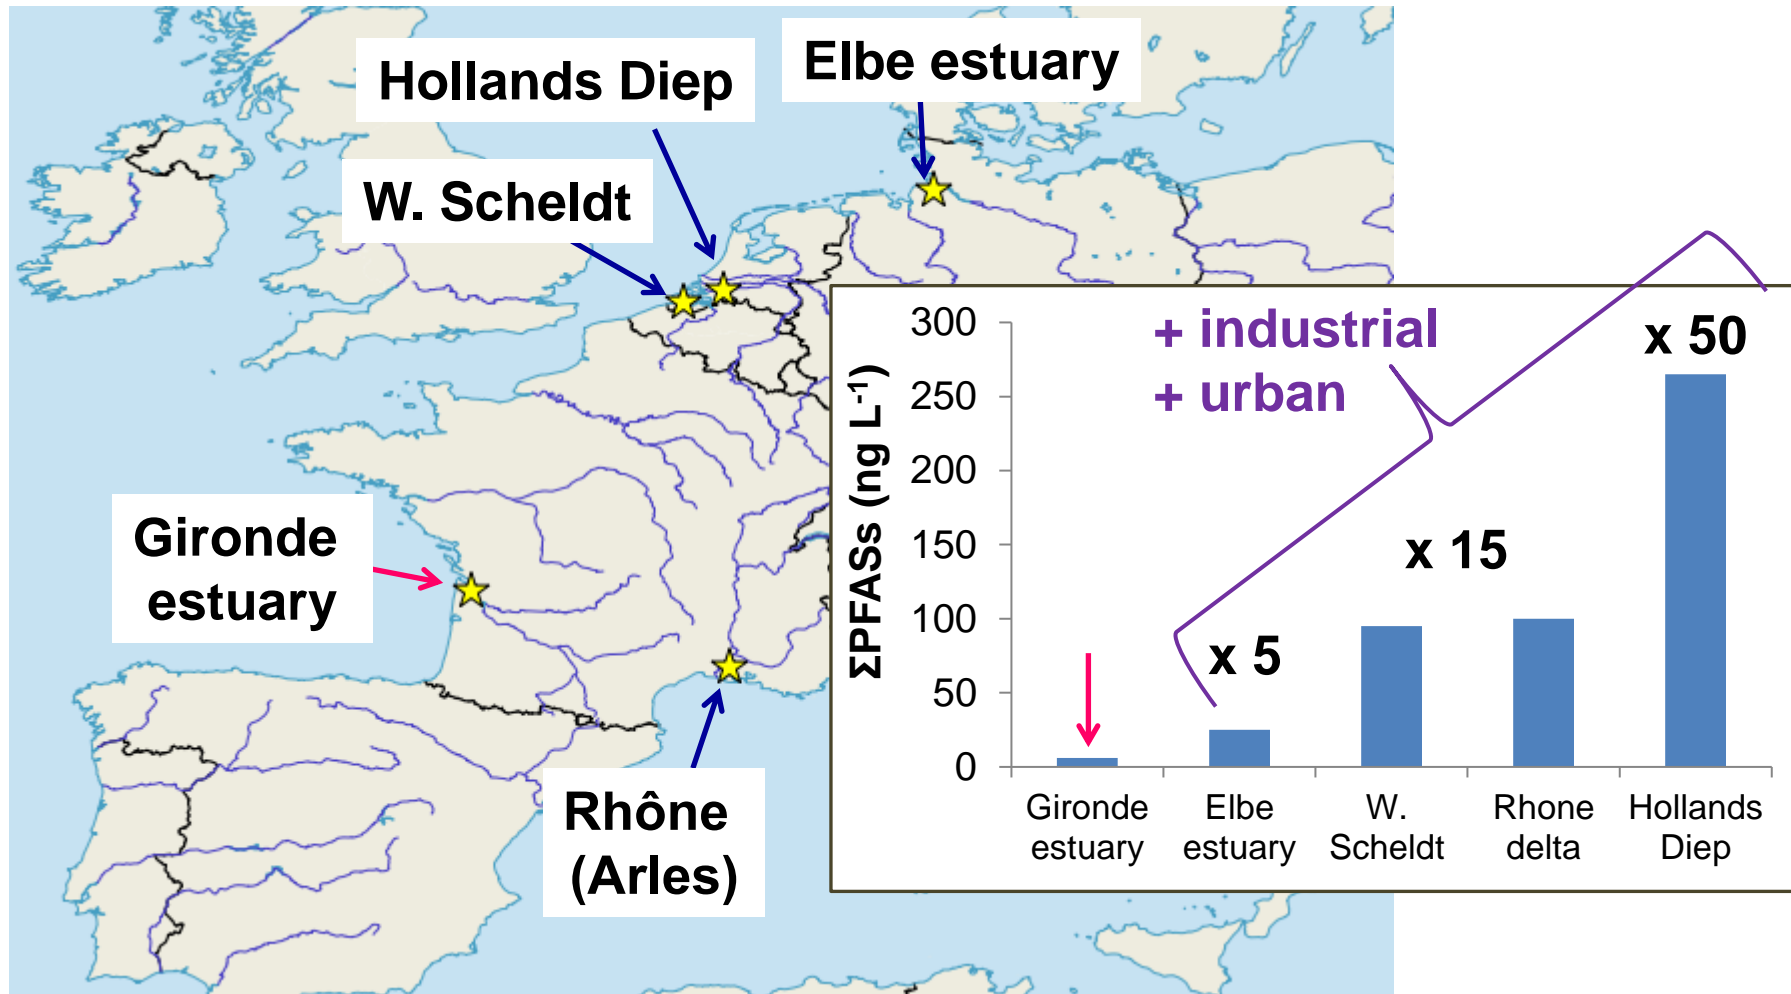 Elbe estuary
Hollands Diep
W. Scheldt
Gironde
estuary
Rhône
(Arles)
+ industrial
+ urban
x 50
x 15
x 5
ΣPFASs (ng L⁻¹)
300
250
200
150
100
50
0
Gironde
estuary
Elbe
estuary
W.
Scheldt
Rhone
delta
Hollands
Diep